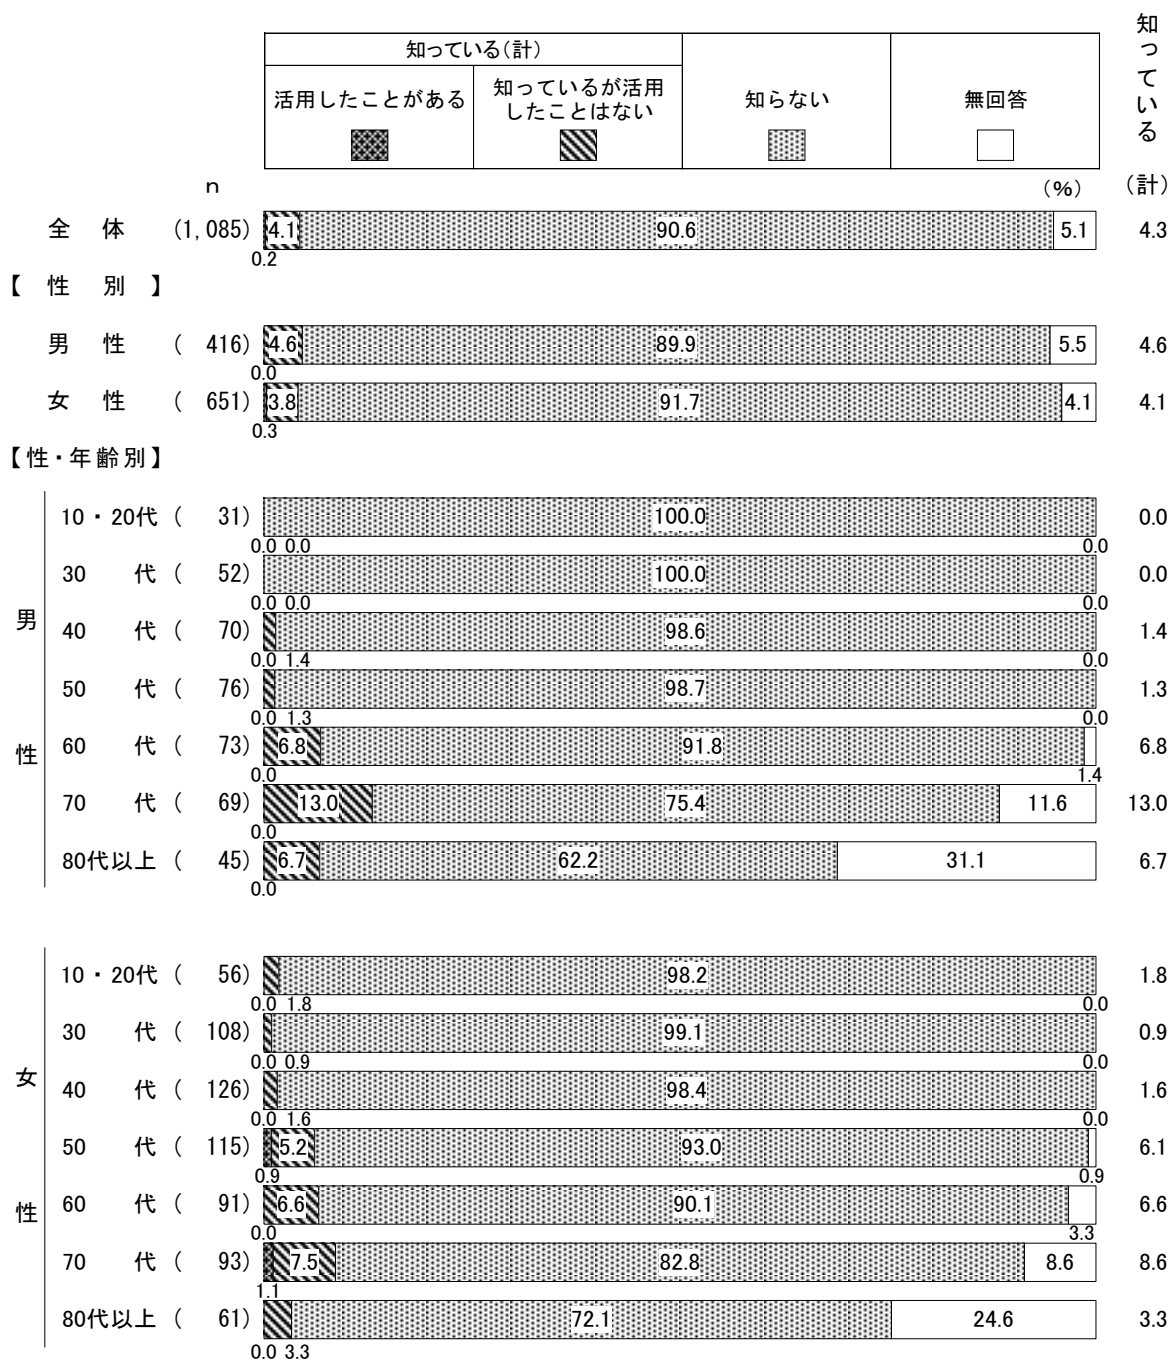 知っている(計)
活用したことがある
知っているが活用
したことはない
知らない
無回答
知っている
(計)
n
(%)
全 体 (1,085) 4.1 90.6 5.1 4.3
0.2
【 性 別 】
男 性 ( 416) 4.6 89.9 5.5 4.6
0.0
女 性 ( 651) 3.8 91.7 4.1 4.1
0.3
【性・年齢別】
男性
10・20代 ( 31) 100.0 0.0
0.0 0.0 0.0
30 代 ( 52) 100.0 0.0
0.0 0.0 0.0
40 代 ( 70) 98.6 1.4
0.0 1.4 0.0
50 代 ( 76) 98.7 1.3
0.0 1.3 0.0
60 代 ( 73) 6.8 91.8 6.8
0.0 1.4
70 代 ( 69) 13.0 75.4 11.6 13.0
0.0
80代以上 ( 45) 6.7 62.2 31.1 6.7
0.0
女性
10・20代 ( 56) 98.2 1.8
0.0 1.8 0.0
30 代 ( 108) 99.1 0.9
0.0 0.9 0.0
40 代 ( 126) 98.4 1.6
0.0 1.6 0.0
50 代 ( 115) 5.2 93.0 6.1
0.9 0.9
60 代 ( 91) 6.6 90.1 6.6
0.0 3.3
70 代 ( 93) 7.5 82.8 8.6 8.6
1.1
80代以上 ( 61) 72.1 24.6 3.3
0.0 3.3